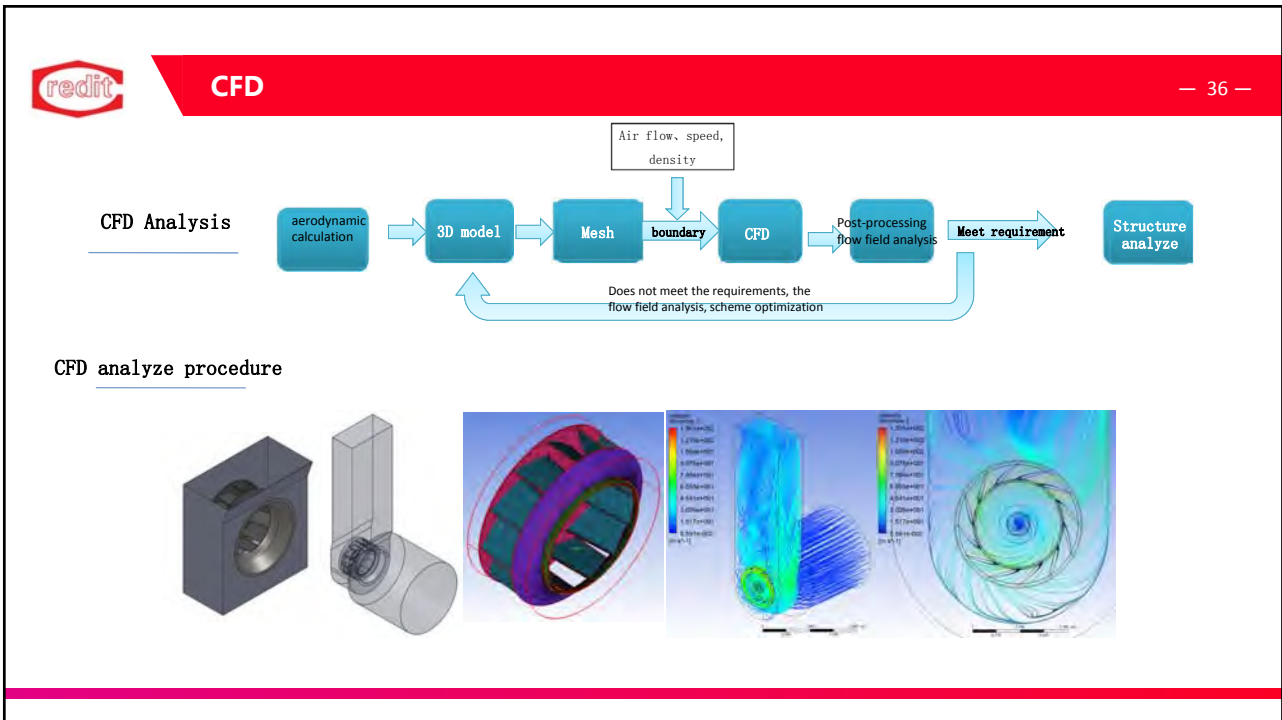 redit
CFD
— 36 —
Air flow、speed,
density
CFD Analysis
aerodynamic
calculation
3D model
Mesh
boundary
CFD
Post-processing
flow field analysis
Meet requirement
Structure
analyze
Does not meet the requirements, the
flow field analysis, scheme optimization
CFD analyze procedure